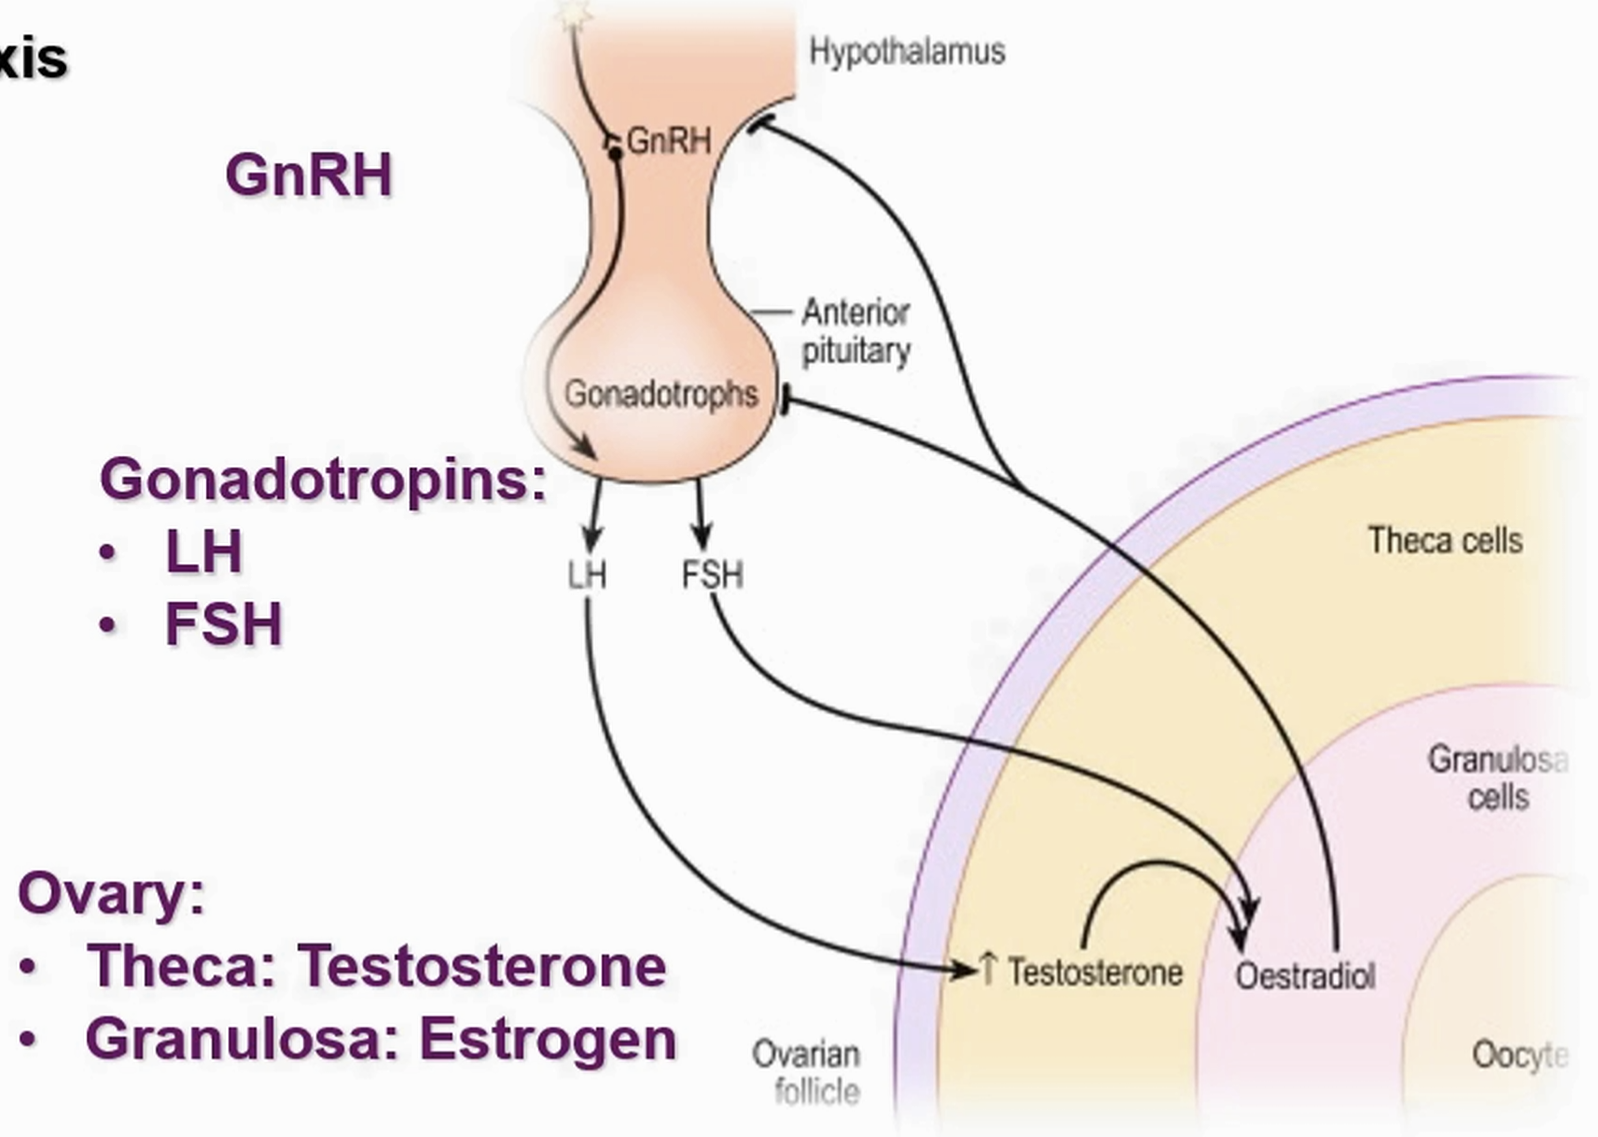 xis
Hypothalamus
GnRH
GnRH
Anterior
pituitary
Gonadotrophs
Gonadotropins:
• LH
• FSH
LH FSH
Theca cells
Granulosa
cells
Ovary:
• Theca: Testosterone
• Granulosa: Estrogen
↑ Testosterone
Oestradiol
Ovarian
follicle
Oocyte